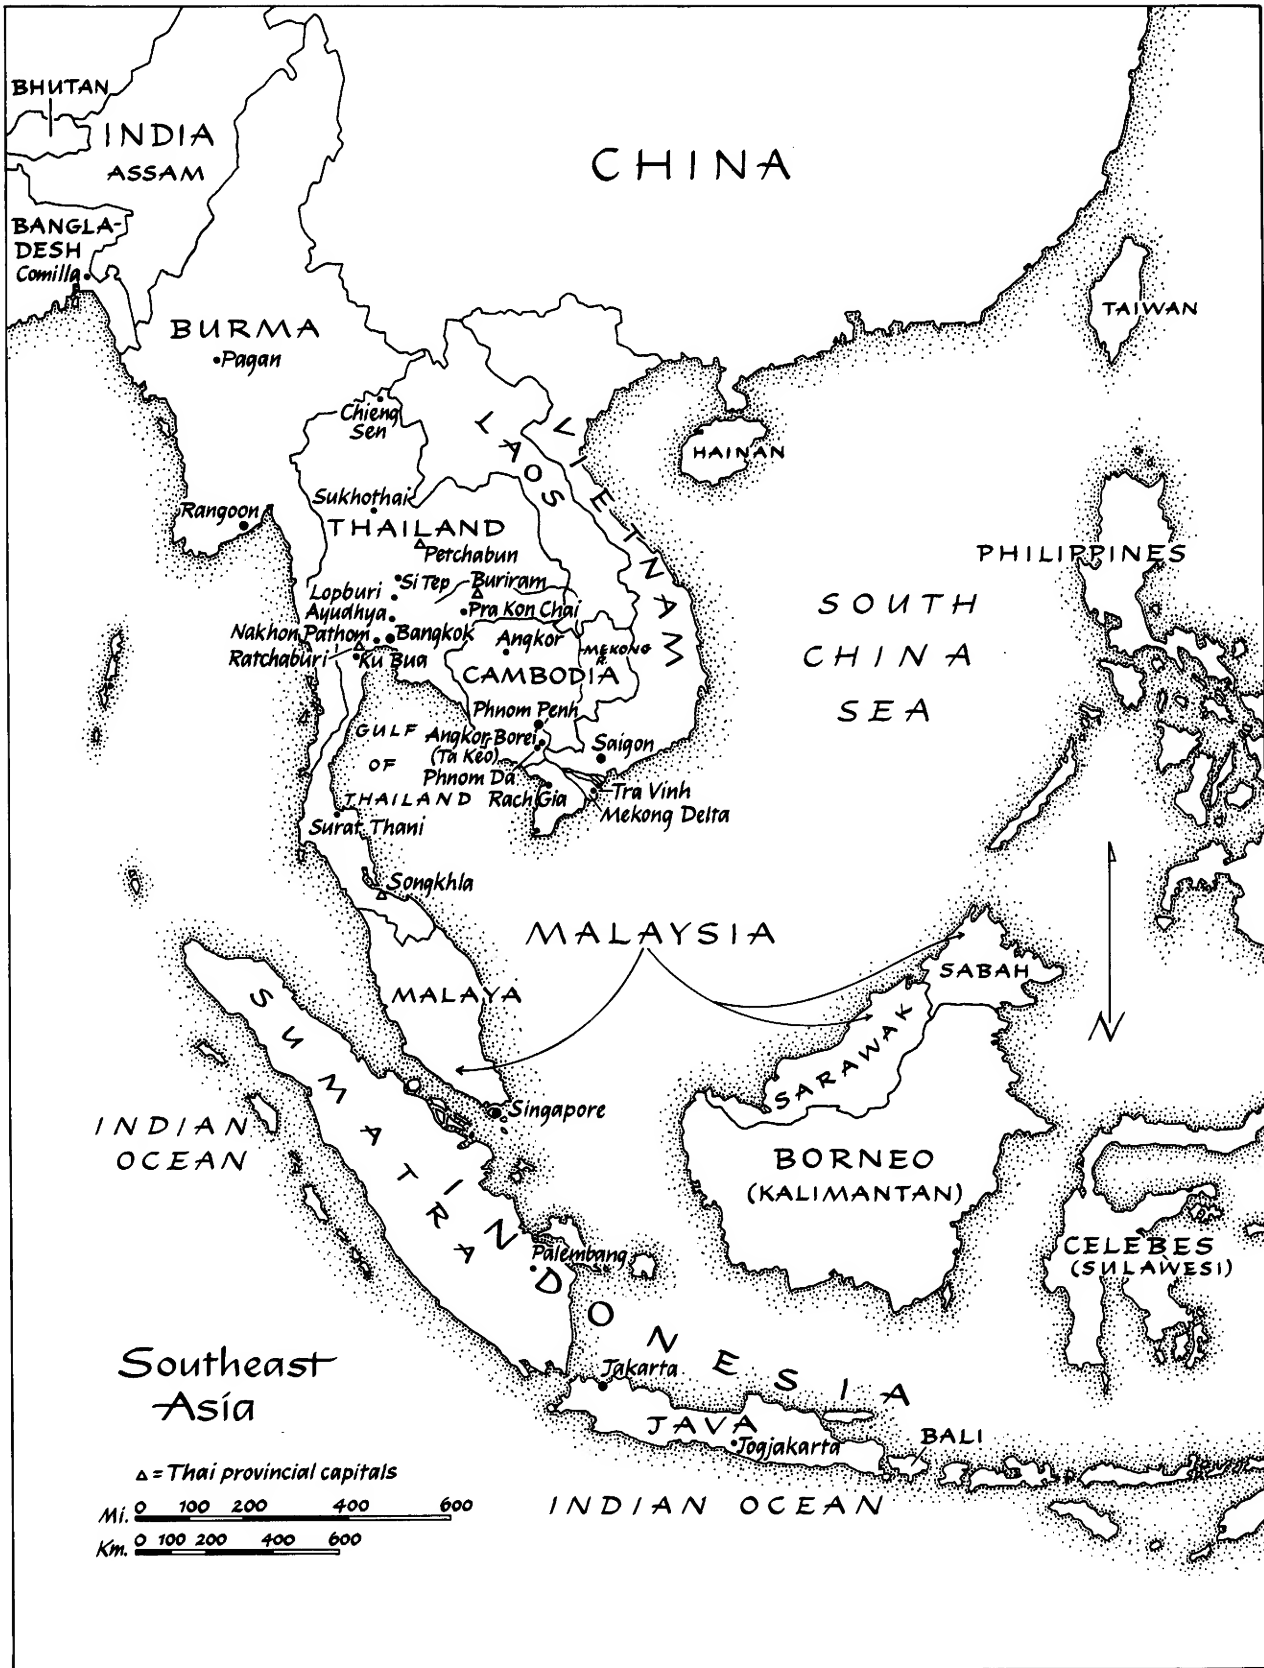 BHUTAN
INDIA
ASSAM
CHINA
BANGLA-
DESH
Comilla
TAIWAN
BURMA
Pagan
Chieng
Sen
LAOS
VIETNAM
HAINAN
Sukhothai
Rangoon
THAILAND
Petchabun
PHILIPPINES
Si Tep
Buriram
Lopburi
Ayudhya
Pra Kon Chai
SOUTH
CHINA
SEA
Nakhon Pathom
Bangkok
Angkor
MEKONG
R.
Ratchaburi
Ku Bua
CAMBODIA
Phnom Penh
GULF
OF
THAILAND
Angkor Borei
(Ta Keo)
Saigon
Phnom Da
Rach Gia
Tra Vinh
Mekong Delta
Surat Thani
Songkhla
MALAYSIA
SABAH
MALAYA
SARAWAK
N
SUMATRA
Singapore
INDIAN
OCEAN
BORNEO
(KALIMANTAN)
INDONESIA
Palembang
CELEBES
(SULAWESI)
Southeast
Asia
Jakarta
JAVA
Jogjakarta
BALI
△ = Thai provincial capitals
INDIAN OCEAN
Mi. 0 100 200 400 600
Km. 0 100 200 400 600